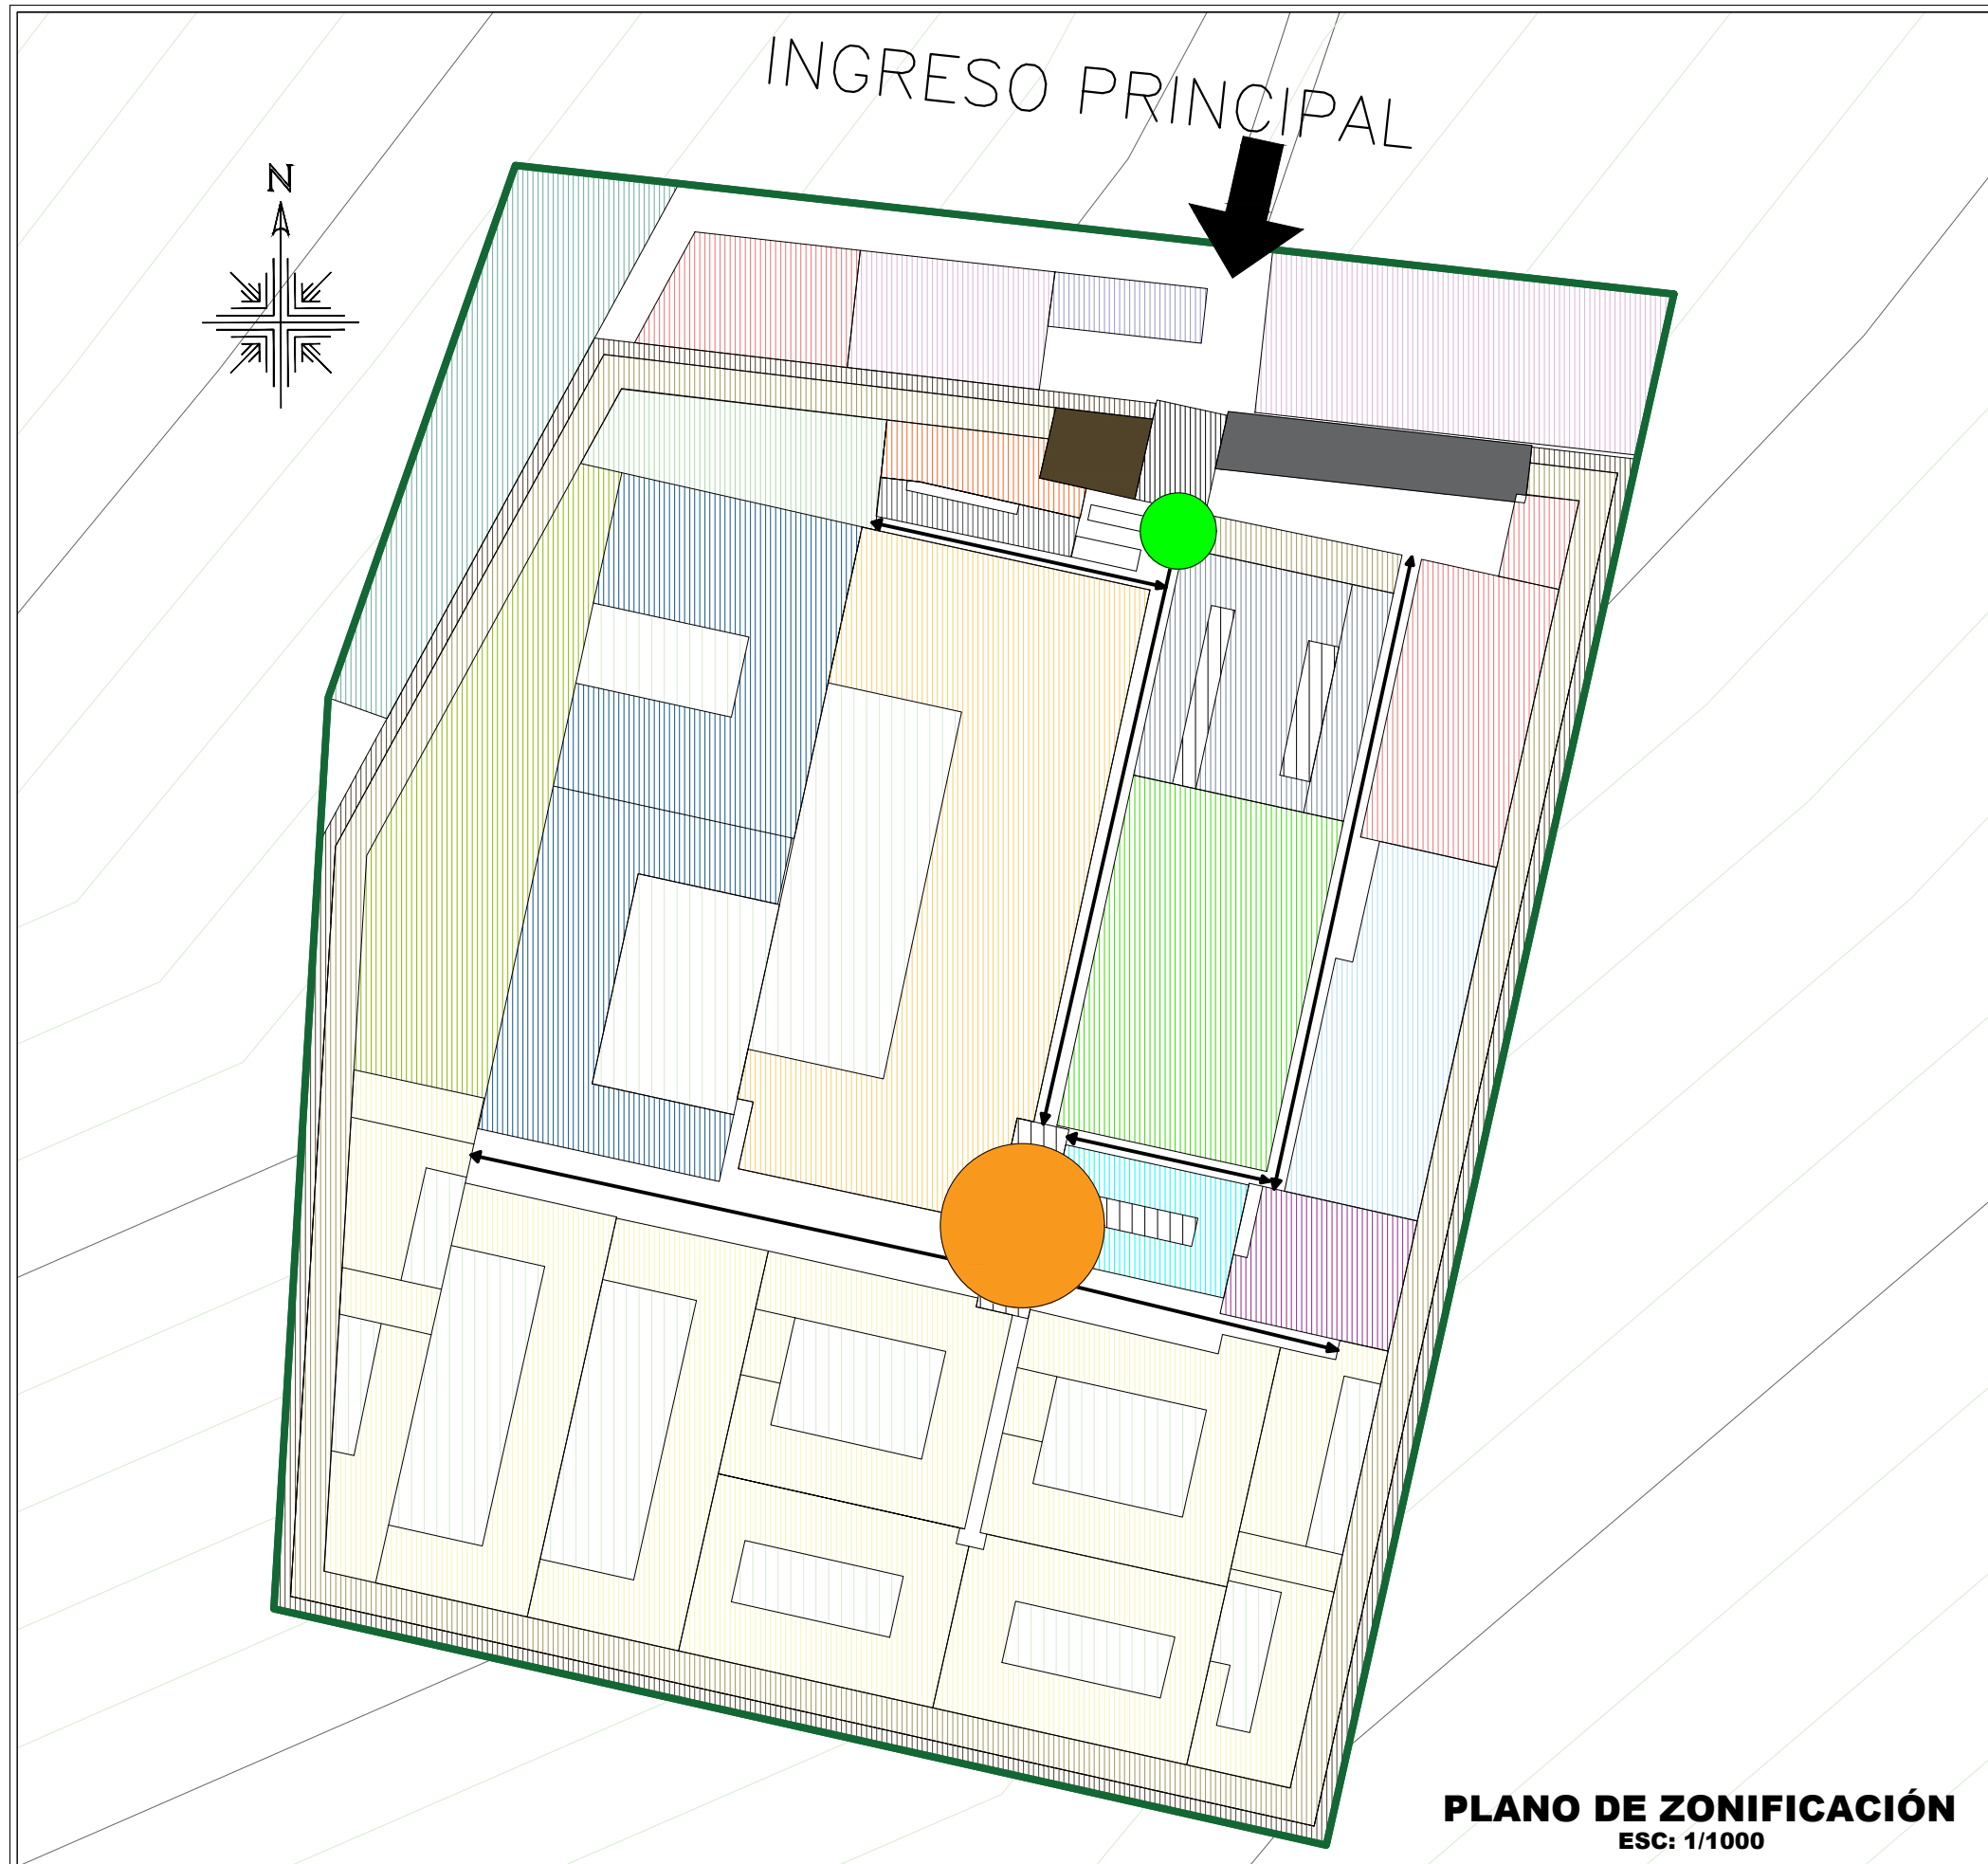 INGRESO PRINCIPAL
N
PLANO DE ZONIFICACIÓN
ESC: 1/1000